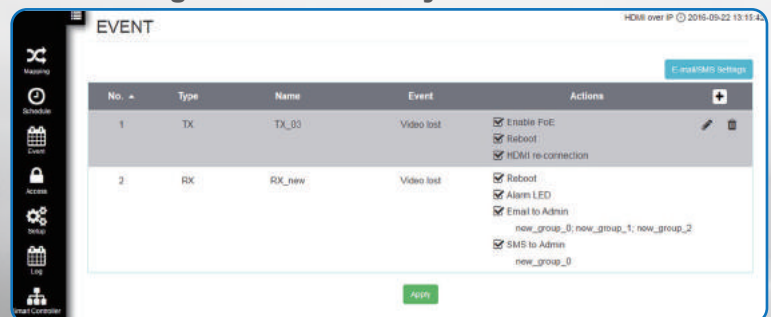 HDMI over IP 2016-09-22 13:15:42
EVENT
E-mail/SMS Settings
Mapping
Schedule
Event
Access
Setup
Log
Smart Controller
No. Type Name Event Actions
1 TX TX_03 Video lost
Enable PoE
Reboot
HDMI re-connection
2 RX RX_new Video lost
Reboot
Alarm LED
Email to Admin
new_group_0; new_group_1; new_group_2
SMS to Admin
new_group_0
Apply